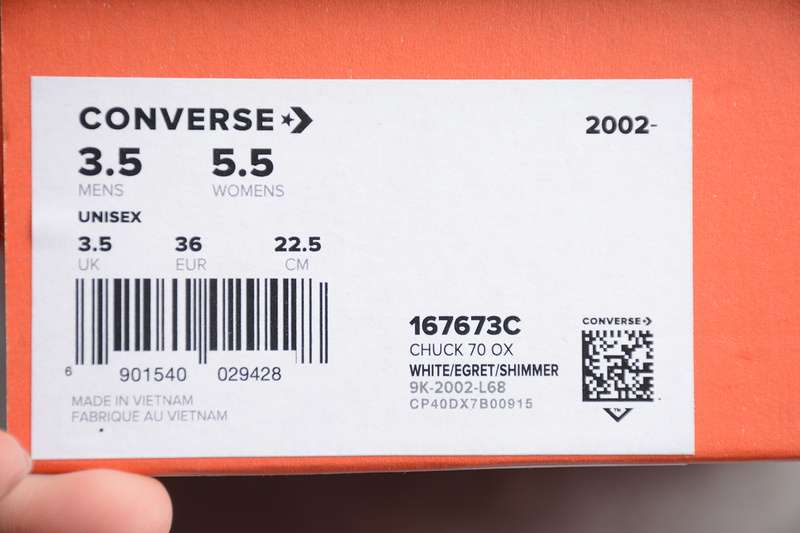 CONVERSE
2002-
3.5 5.5
MENS WOMENS
UNISEX
3.5 36 22.5
UK EUR CM
6 901540 029428
MADE IN VIETNAM
FABRIQUE AU VIETNAM
167673C
CHUCK 70 OX
WHITE/EGRET/SHIMMER
9K-2002-L68
CP40DX7B00915
CONVERSE
TM